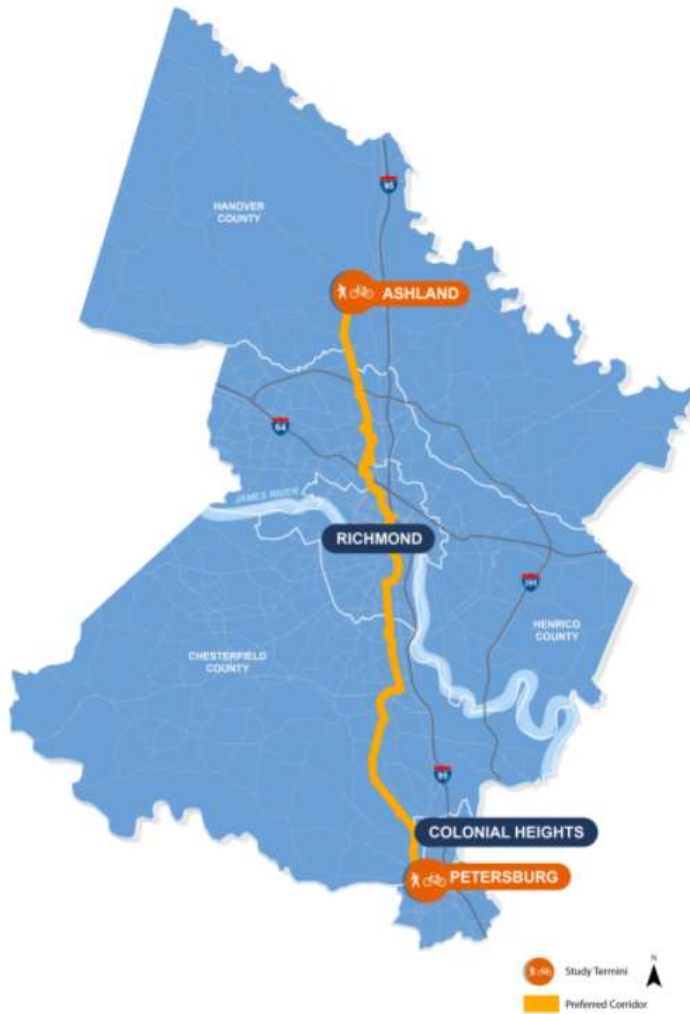 HANOVER
COUNTY
95
ASHLAND
64
JAMES RIVER
RICHMOND
295
HENRICO
COUNTY
CHESTERFIELD
COUNTY
95
COLONIAL HEIGHTS
PETERSBURG
N
Study Termini
Preferred Corridor